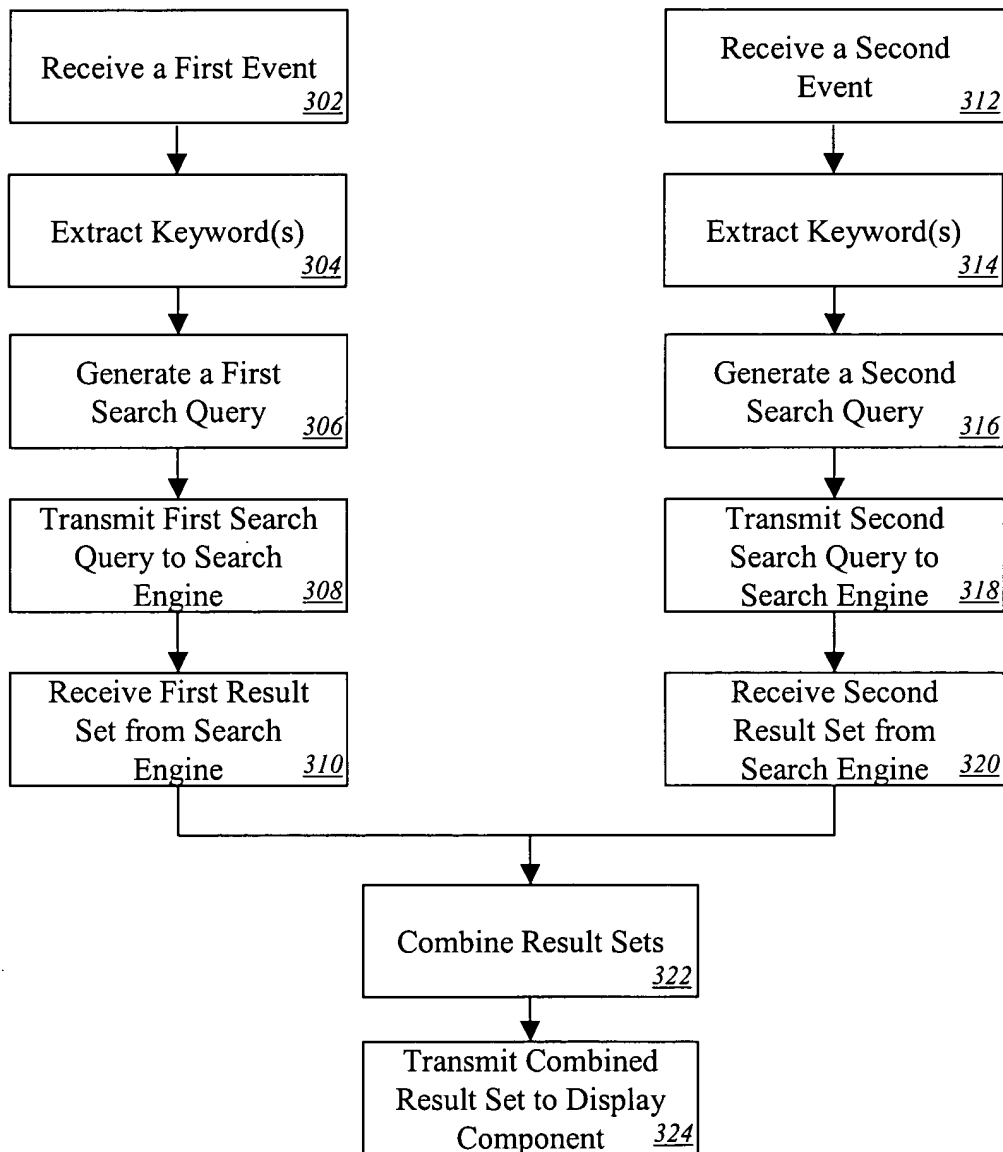 Receive a First Event
302
Receive a Second
Event
312
Extract Keyword(s)
304
Extract Keyword(s)
314
Generate a First
Search Query
306
Generate a Second
Search Query
316
Transmit First Search
Query to Search
Engine
308
Transmit Second
Search Query to
Search Engine
318
Receive First Result
Set from Search
Engine
310
Receive Second
Result Set from
Search Engine
320
Combine Result Sets
322
Transmit Combined
Result Set to Display
Component
324